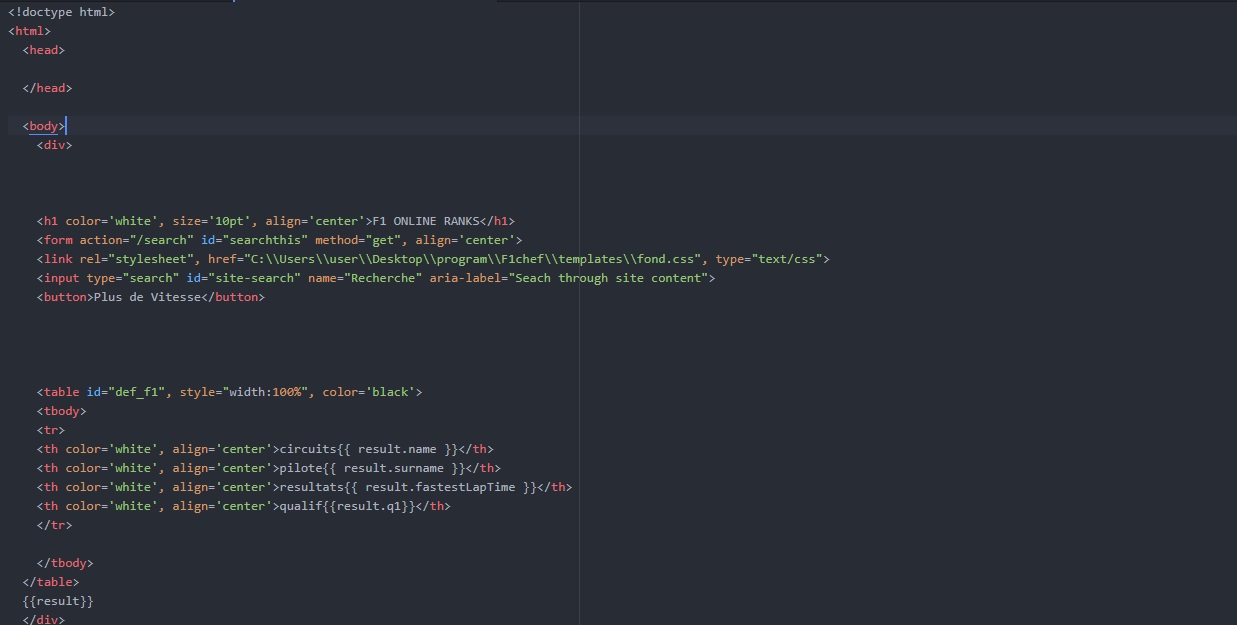 <!doctype html>
<html>
<head>
</head>
<body>
<div>
<h1 color='white', size='10pt', align='center'>F1 ONLINE RANKS</h1>
<form action="/search" id="searchthis" method="get", align='center'>
<link rel="stylesheet", href="C:\\Users\\user\\Desktop\\program\\F1chef\\templates\\fond.css", type="text/css">
<input type="search" id="site-search" name="Recherche" aria-label="Seach through site content">
<button>Plus de Vitesse</button>
<table id="def_f1", style="width:100%", color='black'>
<tbody>
<tr>
<th color='white', align='center'>circuits{{ result.name }}</th>
<th color='white', align='center'>pilote{{ result.surname }}</th>
<th color='white', align='center'>resultats{{ result.fastestLapTime }}</th>
<th color='white', align='center'>qualif{{result.q1}}</th>
</tr>
</tbody>
</table>
{{result}}
</div>